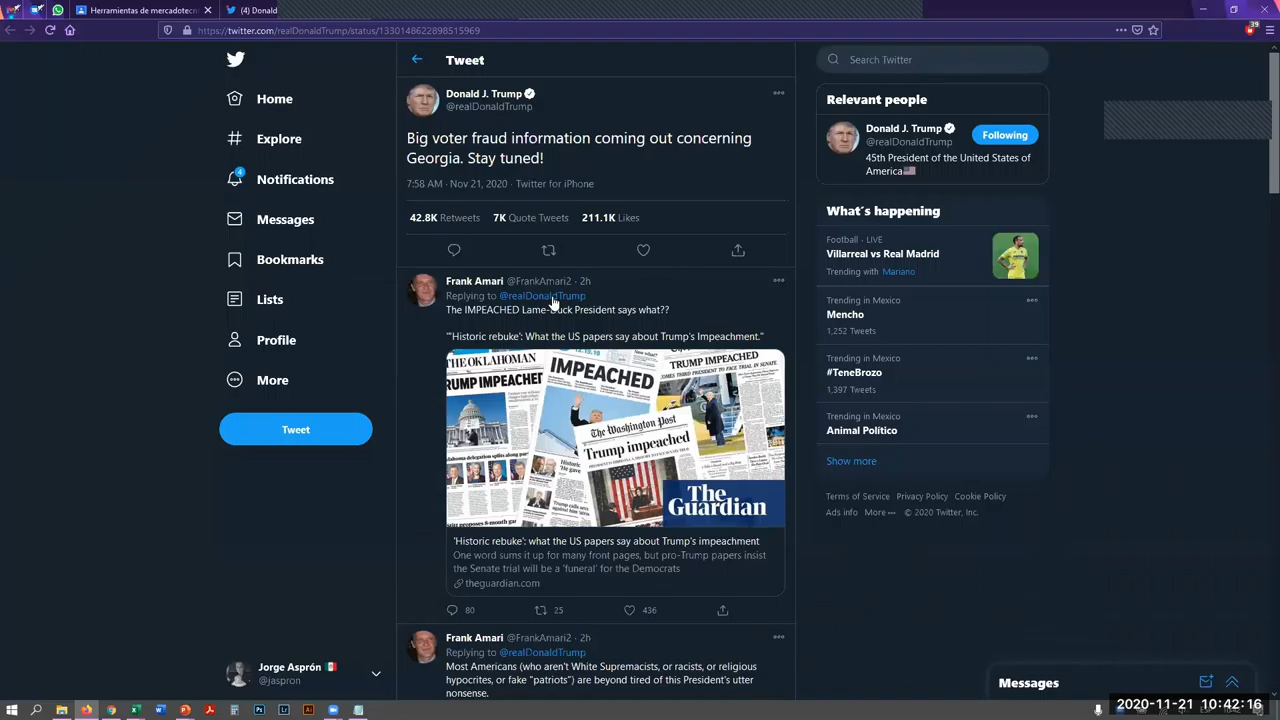 Herramientas de mercadotecn
(4) Donald
39
https://twitter.com/realDonaldTrump/status/1330148622898515969
Home
Explore
4
Notifications
Messages
Bookmarks
Lists
Profile
More
Tweet
Jorge Asprón
@jaspron
Tweet
Donald J. Trump
@realDonaldTrump
Big voter fraud information coming out concerning
Georgia. Stay tuned!
7:58 AM · Nov 21, 2020 · Twitter for iPhone
42.8K Retweets 7K Quote Tweets 211.1K Likes
Frank Amari @FrankAmari2 · 2h
Replying to @realDonaldTrump
The IMPEACHED Lame-Duck President says what??
"'Historic rebuke': What the US papers say about Trump's Impeachment."
THE OKLAHOMAN
TRUMP IMPEACHED
RUMP IMPEACHED
IMPEACHED
The Washington Post
Trump impeached
The
Guardian
'Historic rebuke': what the US papers say about Trump's impeachment
One word sums it up for many front pages, but pro-Trump papers insist
the Senate trial will be a 'funeral' for the Democrats
theguardian.com
80 25 436
Frank Amari @FrankAmari2 · 2h
Replying to @realDonaldTrump
Most Americans (who aren't White Supremacists, or racists, or religious
hypocrites, or fake "patriots") are beyond tired of this President's utter
nonsense.
Search Twitter
Relevant people
Donald J. Trump
@realDonaldTrump
Following
45th President of the United States of
America
What's happening
Football · LIVE
Villarreal vs Real Madrid
Trending with Mariano
Trending in Mexico
Mencho
1,252 Tweets
Trending in Mexico
#TeneBrozo
1,397 Tweets
Trending in Mexico
Animal Político
Show more
Terms of Service Privacy Policy Cookie Policy
Ads info More © 2020 Twitter, Inc.
Messages
2020-11-21 10:42:16